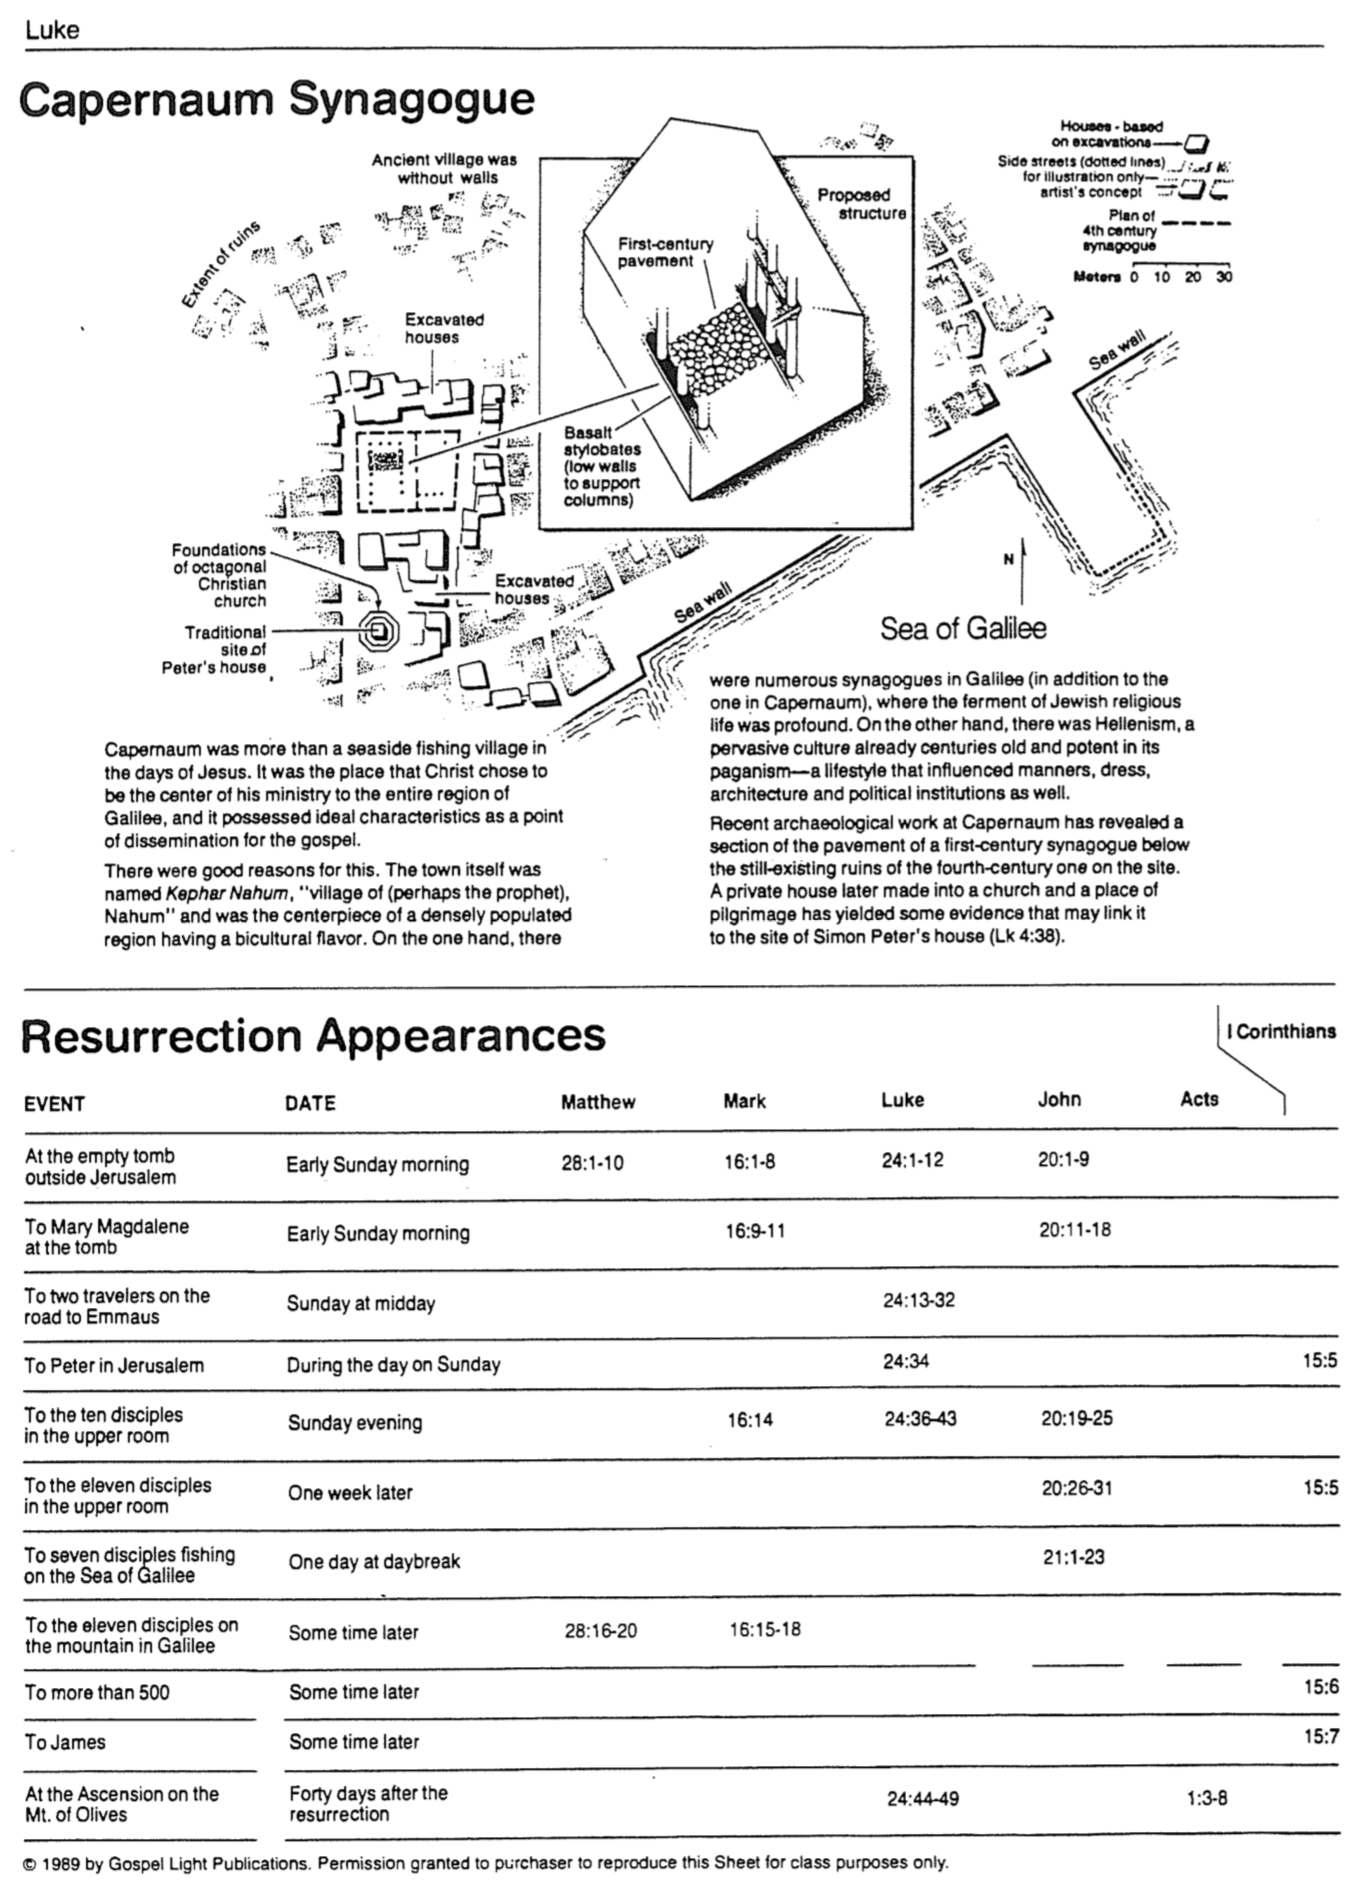 Luke
Capernaum Synagogue
Ancient village was
without walls
Extent of ruins
Excavated
houses
Proposed
structure
First-century
pavement
Basalt
stylobates
(low walls
to support
columns)
Houses - based
on excavations
Side streets (dotted lines)
for illustration only—
artist's concept
Plan of
4th century
synagogue
Meters 0 10 20 30
Sea wall
Foundations
of octagonal
Christian
church
Traditional
site of
Peter's house
Excavated
houses
Sea wall
N
Sea of Galilee
Capernaum was more than a seaside fishing village in
the days of Jesus. It was the place that Christ chose to
be the center of his ministry to the entire region of
Galilee, and it possessed ideal characteristics as a point
of dissemination for the gospel.
There were good reasons for this. The town itself was
named Kephar Nahum, "village of (perhaps the prophet),
Nahum" and was the centerpiece of a densely populated
region having a bicultural flavor. On the one hand, there
were numerous synagogues in Galilee (in addition to the
one in Capernaum), where the ferment of Jewish religious
life was profound. On the other hand, there was Hellenism, a
pervasive culture already centuries old and potent in its
paganism—a lifestyle that influenced manners, dress,
architecture and political institutions as well.
Recent archaeological work at Capernaum has revealed a
section of the pavement of a first-century synagogue below
the still-existing ruins of the fourth-century one on the site.
A private house later made into a church and a place of
pilgrimage has yielded some evidence that may link it
to the site of Simon Peter's house (Lk 4:38).
Resurrection Appearances
I Corinthians
EVENT DATE Matthew Mark Luke John Acts
At the empty tomb
outside Jerusalem
Early Sunday morning 28:1-10 16:1-8 24:1-12 20:1-9
To Mary Magdalene
at the tomb
Early Sunday morning 16:9-11 20:11-18
To two travelers on the
road to Emmaus
Sunday at midday 24:13-32
To Peter in Jerusalem During the day on Sunday 24:34 15:5
To the ten disciples
in the upper room
Sunday evening 16:14 24:36-43 20:19-25
To the eleven disciples
in the upper room
One week later 20:26-31 15:5
To seven disciples fishing
on the Sea of Galilee
One day at daybreak 21:1-23
To the eleven disciples on
the mountain in Galilee
Some time later 28:16-20 16:15-18
To more than 500 Some time later 15:6
To James Some time later 15:7
At the Ascension on the
Mt. of Olives
Forty days after the
resurrection
24:44-49 1:3-8
© 1989 by Gospel Light Publications. Permission granted to purchaser to reproduce this Sheet for class purposes only.